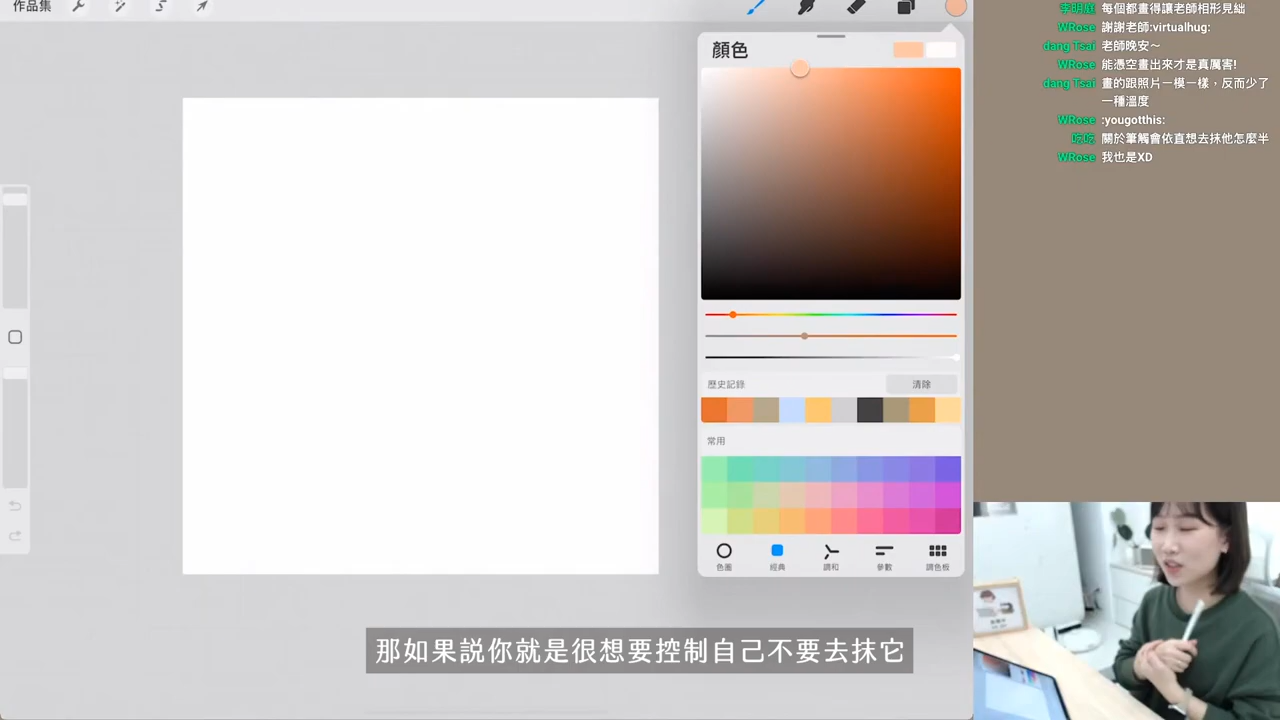 作品集
顏色
歷史記錄
清除
常用
色圈
經典
調和
參數
調色板
李明庭 每個都畫得讓老師相形見絀
WRose 謝謝老師:virtualhug:
dang Tsai 老師晚安～
WRose 能憑空畫出來才是真厲害!
dang Tsai 畫的跟照片一模一樣，反而少了
一種溫度
WRose :yougotthis:
吃吃 關於筆觸會依直想去抹他怎麼半
WRose 我也是XD
那如果說你就是很想要控制自己不要去抹它